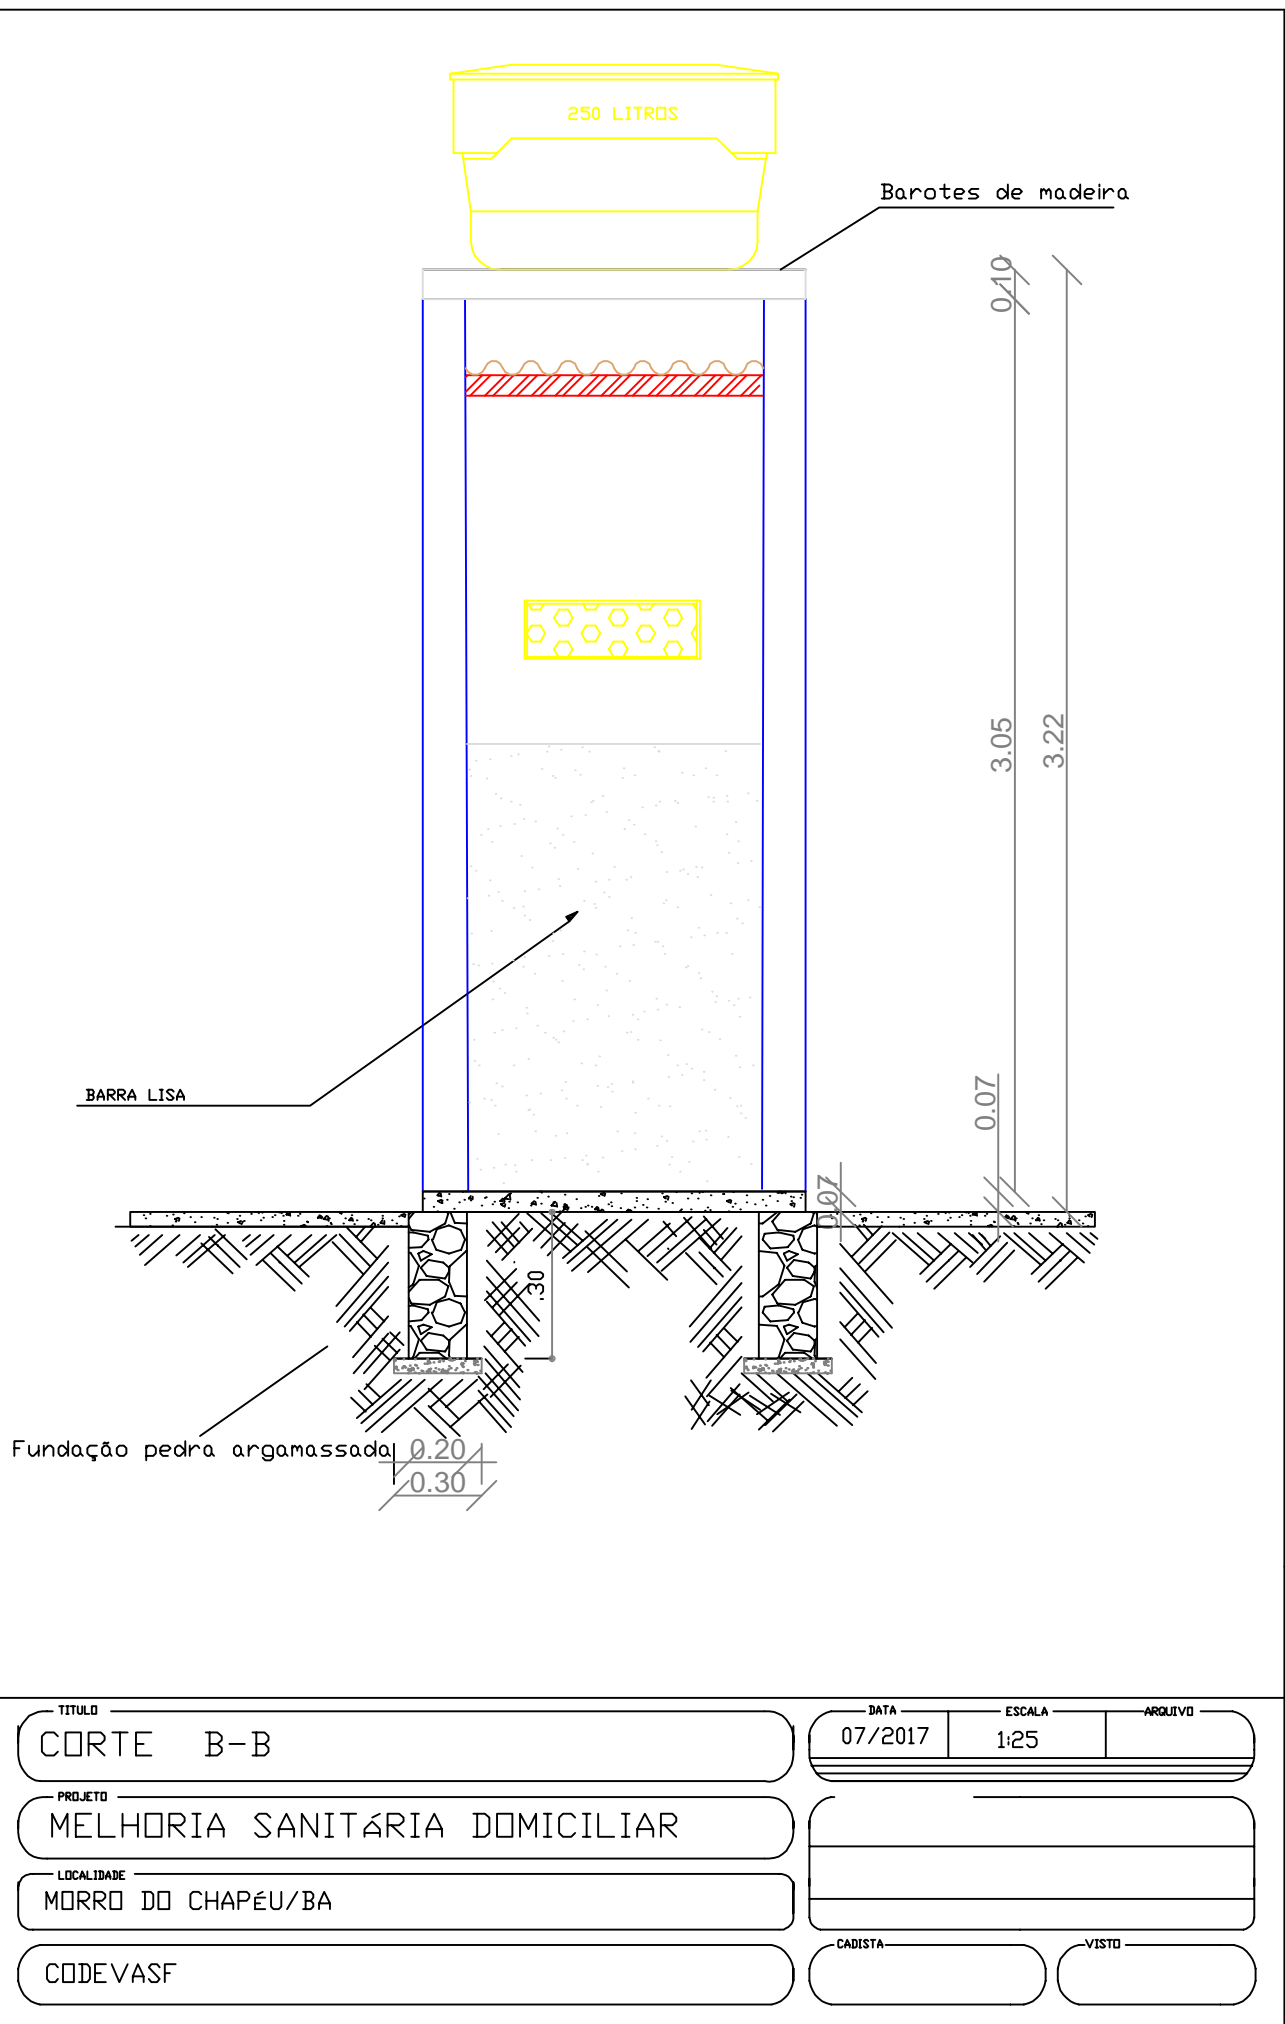 250 LITROS
Barotes de madeira
0.10
3.05
3.22
BARRA LISA
0.07
0.07
.30
Fundação pedra argamassada
0.20
0.30
TITULO
CORTE B-B
DATA
07/2017
ESCALA
1:25
ARQUIVO
PROJETO
MELHORIA SANITáRIA DOMICILIAR
LOCALIDADE
MORRO DO CHAPéU/BA
CODEVASF
CADISTA
VISTO